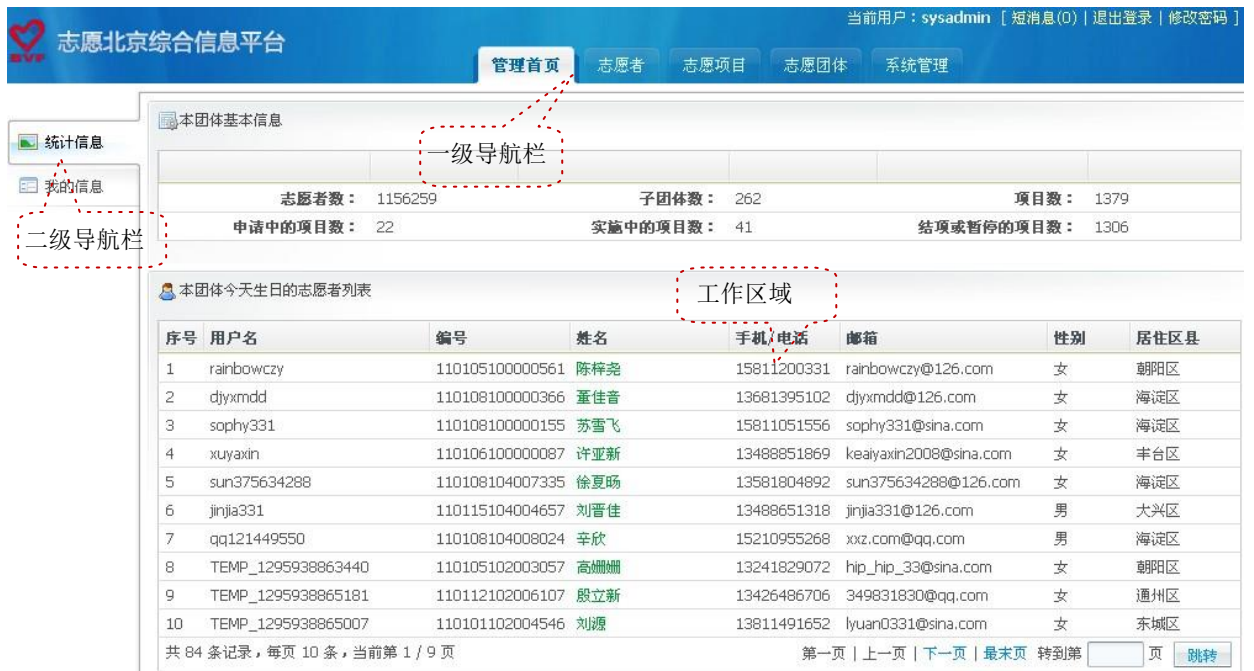 当前用户：sysadmin [ 短消息(0) | 退出登录 | 修改密码 ]
BVF
志愿北京综合信息平台
管理首页 志愿者 志愿项目 志愿团体 系统管理
统计信息
我的信息
一级导航栏
二级导航栏
工作区域
本团体基本信息
志愿者数： 1156259 子团体数： 262 项目数： 1379
申请中的项目数： 22 实施中的项目数： 41 结项或暂停的项目数： 1306
本团体今天生日的志愿者列表
序号 用户名 编号 姓名 手机/电话 邮箱 性别 居住区县
1 rainbowczy 110105100000561 陈梓尧 15811200331 rainbowczy@126.com 女 朝阳区
2 djyxmdd 110108100000366 董佳音 13681395102 djyxmdd@126.com 女 海淀区
3 sophy331 110108100000155 苏雪飞 15811051556 sophy331@sina.com 女 海淀区
4 xuyaxin 110106100000087 许亚新 13488851869 keaiyaxin2008@sina.com 女 丰台区
5 sun375634288 110108104007335 徐夏旸 13581804892 sun375634288@126.com 女 海淀区
6 jinjia331 110115104004657 刘晋佳 13488651318 jinjia331@126.com 男 大兴区
7 qq121449550 110108104008024 辛欣 15210955268 xxz.com@qq.com 男 海淀区
8 TEMP_1295938863440 110105102003057 高姗姗 13241829072 hip_hip_33@sina.com 女 朝阳区
9 TEMP_1295938865181 110112102006107 殷立新 13426486706 349831830@qq.com 女 通州区
10 TEMP_1295938865007 110101102004546 刘源 13811491652 lyuan0331@sina.com 女 东城区
共 84 条记录，每页 10 条，当前第 1 / 9 页 第一页 | 上一页 | 下一页 | 最末页 转到第 页 跳转